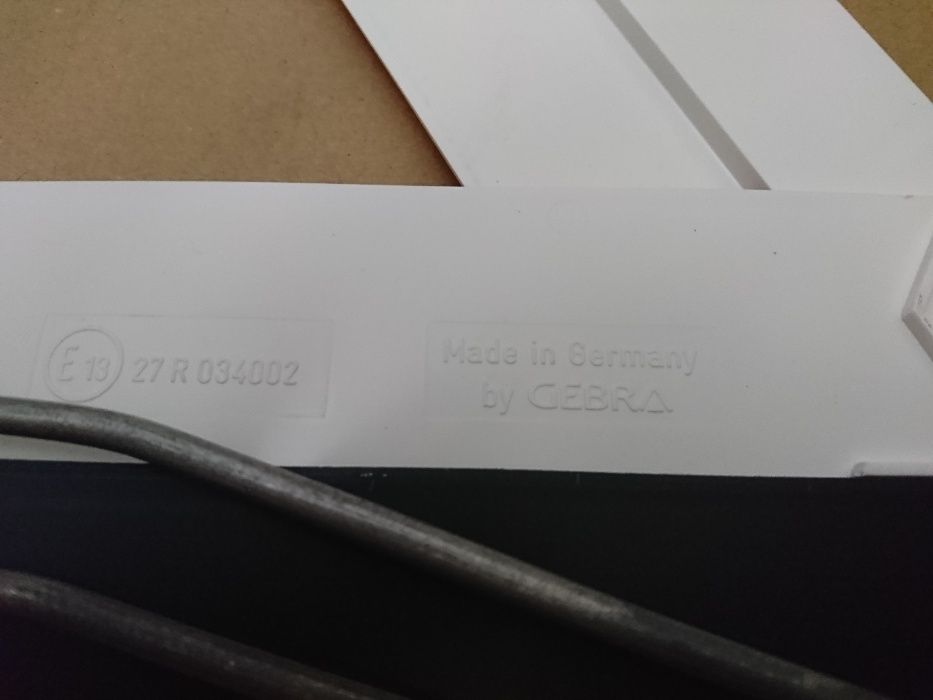 E 13 27 R 034002
Made in Germany
by GEBRA